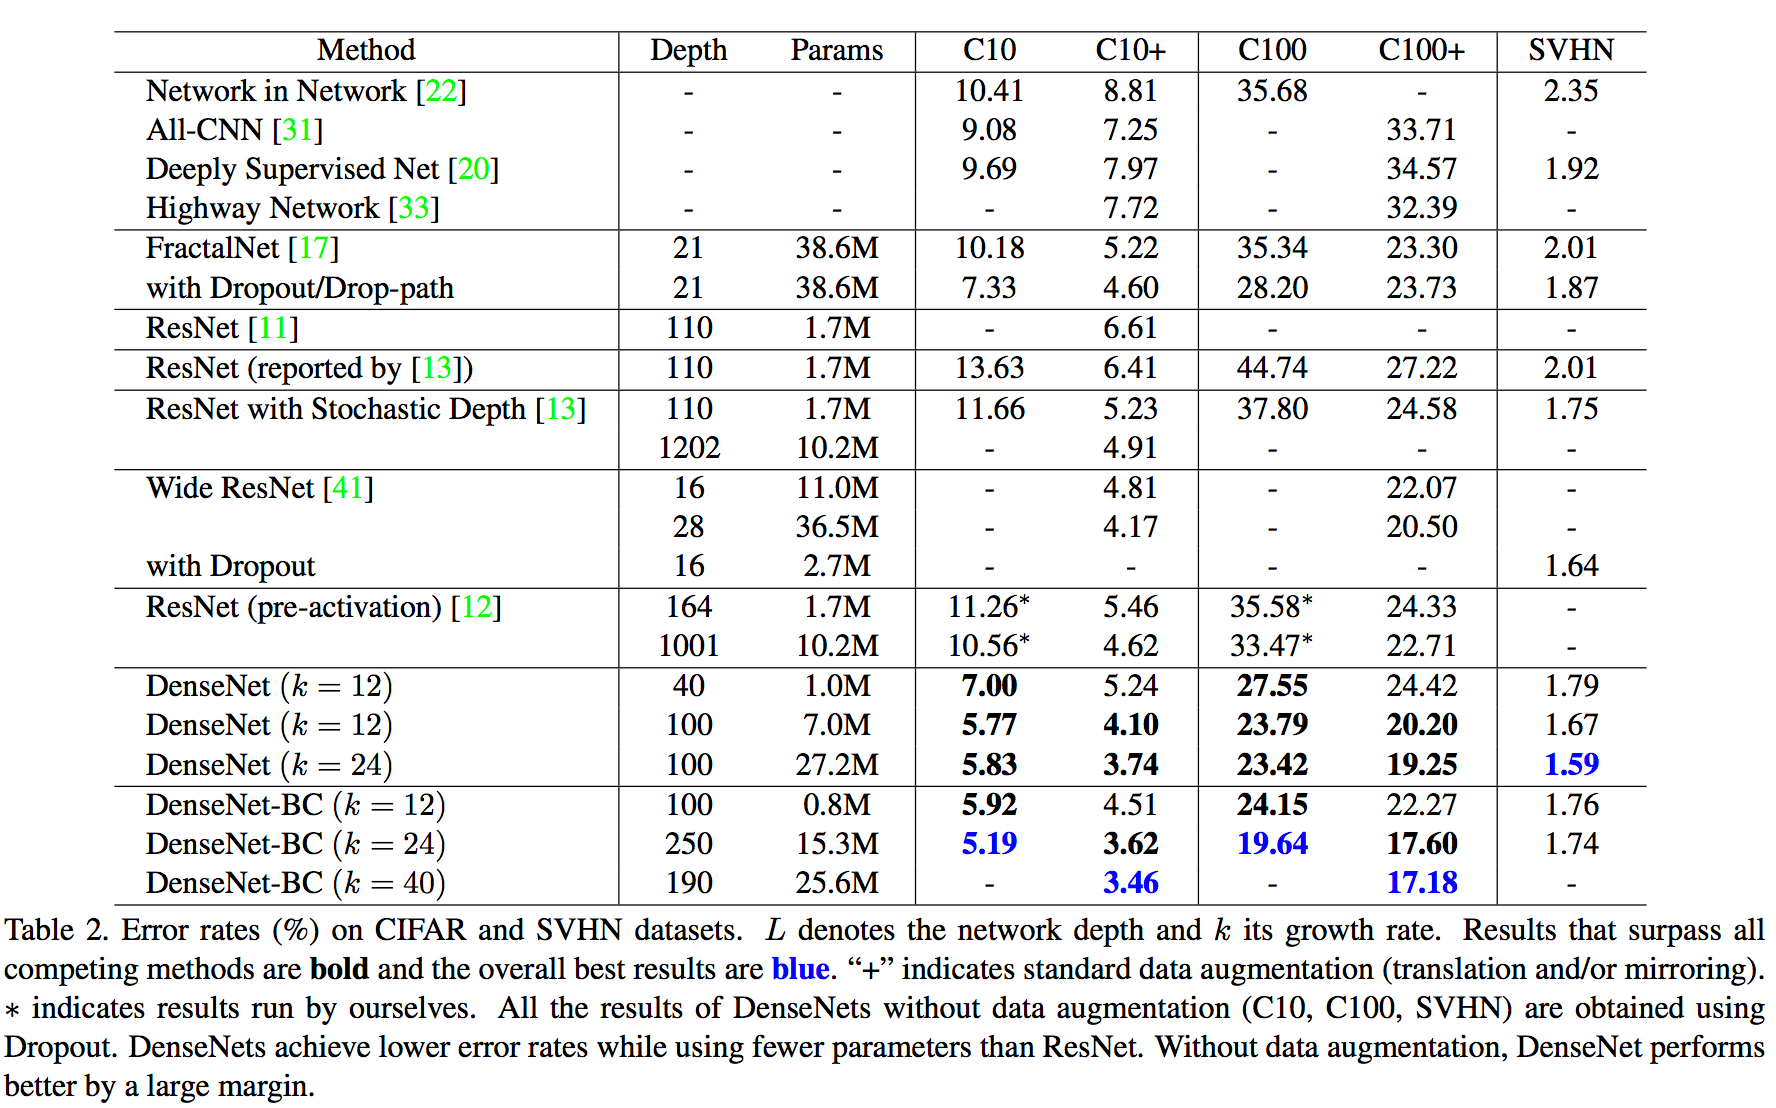 Method Depth Params C10 C10+ C100 C100+ SVHN
Network in Network [22] - - 10.41 8.81 35.68 - 2.35
All-CNN [31] - - 9.08 7.25 - 33.71 -
Deeply Supervised Net [20] - - 9.69 7.97 - 34.57 1.92
Highway Network [33] - - - 7.72 - 32.39 -
FractalNet [17] 21 38.6M 10.18 5.22 35.34 23.30 2.01
with Dropout/Drop-path 21 38.6M 7.33 4.60 28.20 23.73 1.87
ResNet [11] 110 1.7M - 6.61 - - -
ResNet (reported by [13]) 110 1.7M 13.63 6.41 44.74 27.22 2.01
ResNet with Stochastic Depth [13] 110 1.7M 11.66 5.23 37.80 24.58 1.75
1202 10.2M - 4.91 - - -
Wide ResNet [41] 16 11.0M - 4.81 - 22.07 -
28 36.5M - 4.17 - 20.50 -
with Dropout 16 2.7M - - - - 1.64
ResNet (pre-activation) [12] 164 1.7M 11.26* 5.46 35.58* 24.33 -
1001 10.2M 10.56* 4.62 33.47* 22.71 -
DenseNet (k = 12) 40 1.0M 7.00 5.24 27.55 24.42 1.79
DenseNet (k = 12) 100 7.0M 5.77 4.10 23.79 20.20 1.67
DenseNet (k = 24) 100 27.2M 5.83 3.74 23.42 19.25 1.59
DenseNet-BC (k = 12) 100 0.8M 5.92 4.51 24.15 22.27 1.76
DenseNet-BC (k = 24) 250 15.3M 5.19 3.62 19.64 17.60 1.74
DenseNet-BC (k = 40) 190 25.6M - 3.46 - 17.18 -
Table 2. Error rates (%) on CIFAR and SVHN datasets. L denotes the network depth and k its growth rate. Results that surpass all
competing methods are bold and the overall best results are blue. “+” indicates standard data augmentation (translation and/or mirroring).
∗ indicates results run by ourselves. All the results of DenseNets without data augmentation (C10, C100, SVHN) are obtained using
Dropout. DenseNets achieve lower error rates while using fewer parameters than ResNet. Without data augmentation, DenseNet performs
better by a large margin.